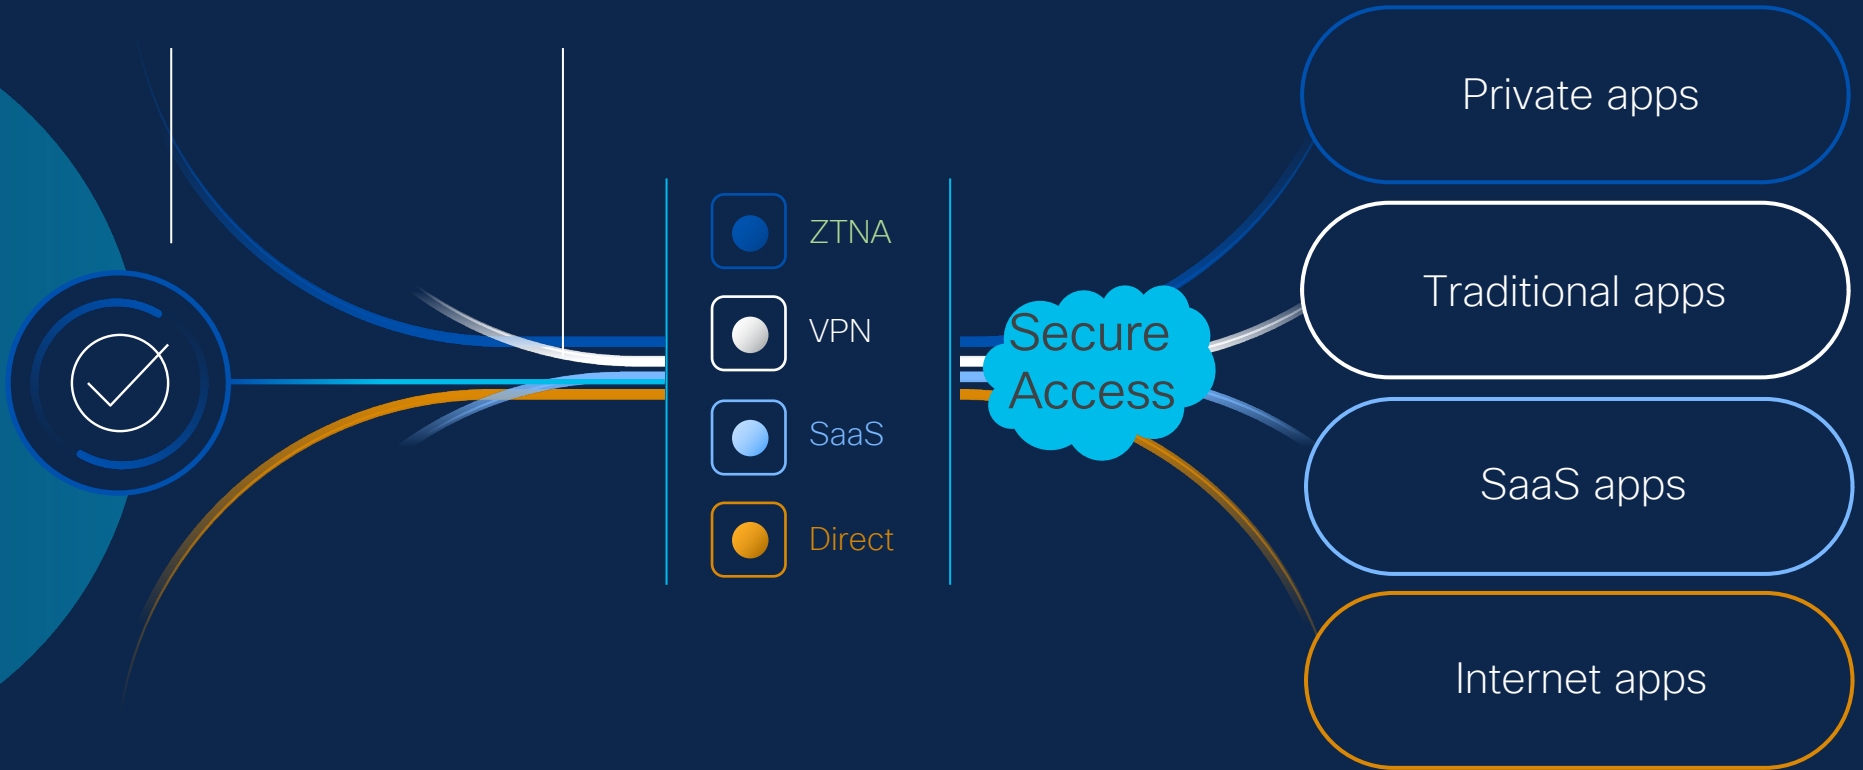 ZTNA
VPN
SaaS
Direct
Secure
Access
Private apps
Traditional apps
SaaS apps
Internet apps